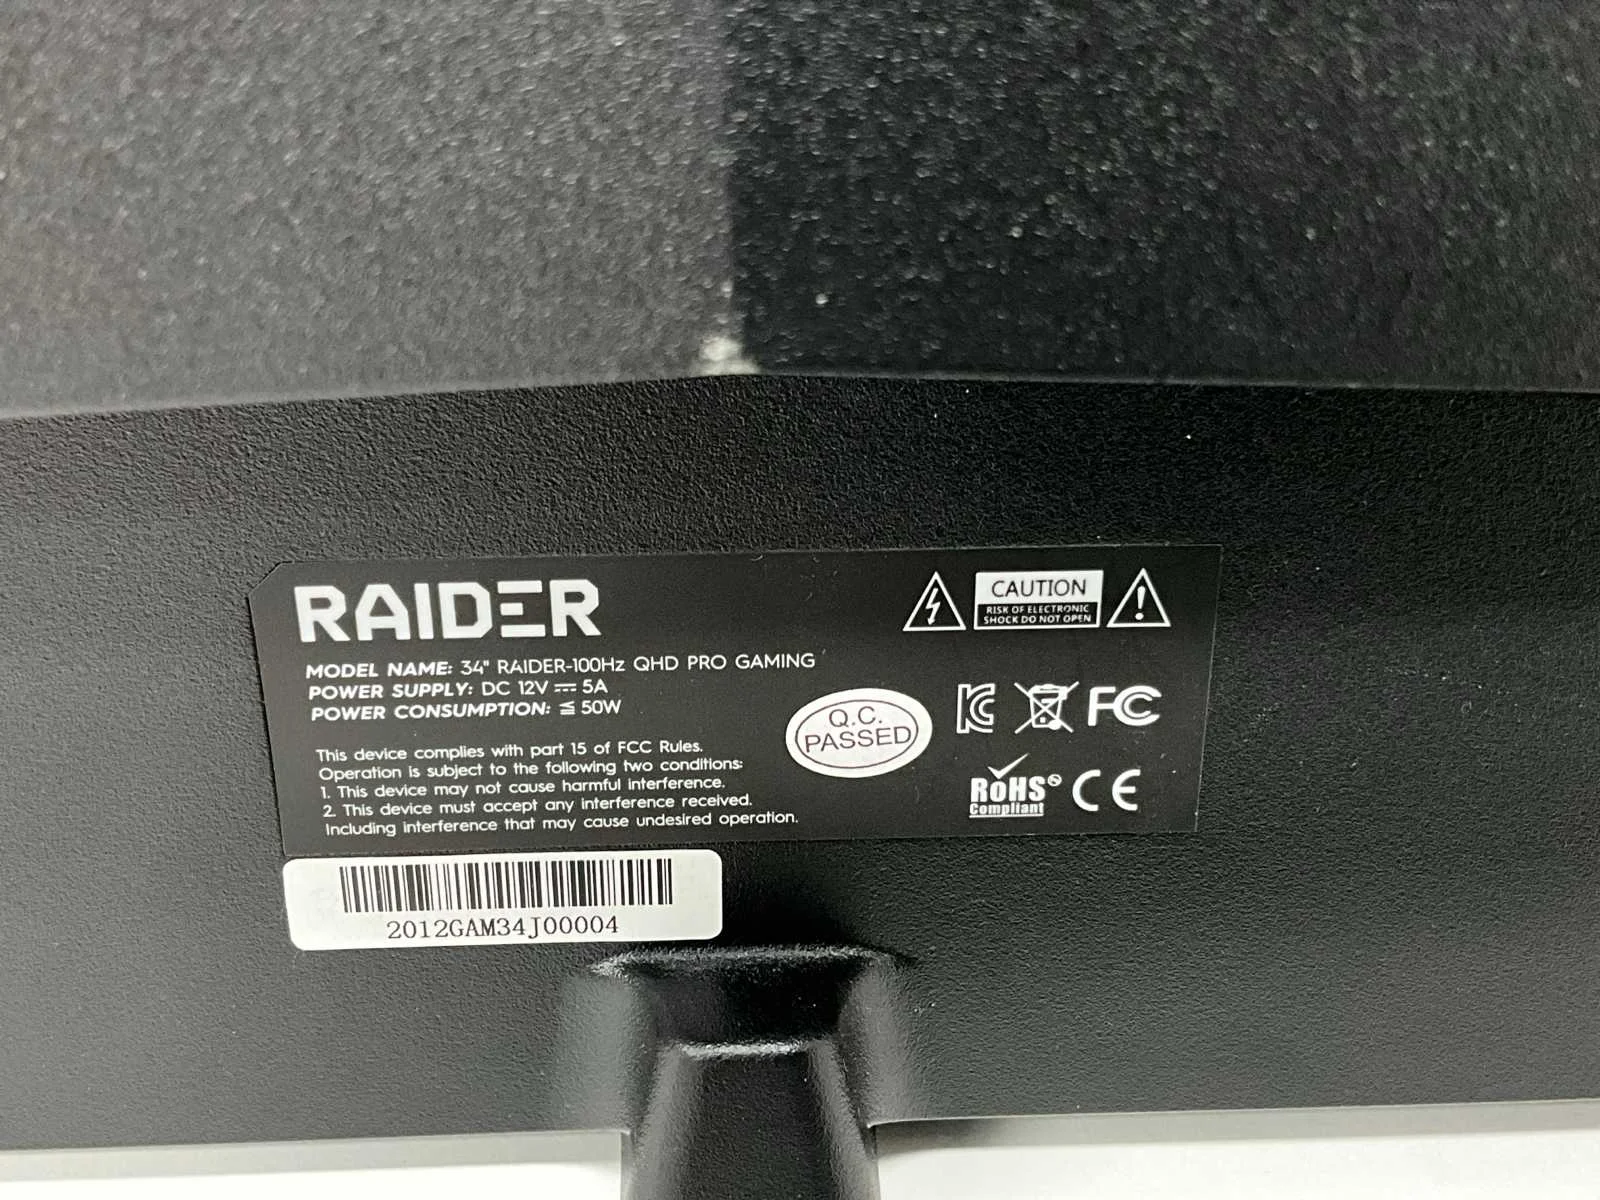 RAIDER
MODEL NAME: 34" RAIDER-100Hz QHD PRO GAMING
POWER SUPPLY: DC 12V ⎓ 5A
POWER CONSUMPTION: ≦ 50W
This device complies with part 15 of FCC Rules.
Operation is subject to the following two conditions:
1. This device may not cause harmful interference.
2. This device must accept any interference received.
Including interference that may cause undesired operation.
CAUTION
RISK OF ELECTRONIC
SHOCK DO NOT OPEN
Q.C.
PASSED
KC
FC
RoHS
Compliant
CE
2012GAM34J00004